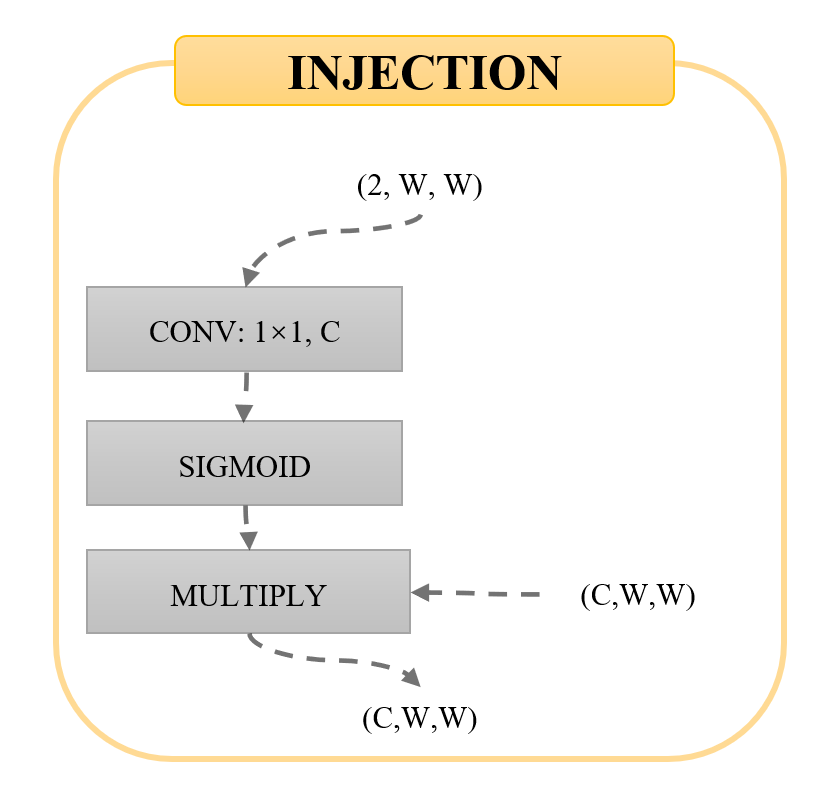 INJECTION
(2, W, W)
CONV: 1×1, C
SIGMOID
MULTIPLY
(C,W,W)
(C,W,W)